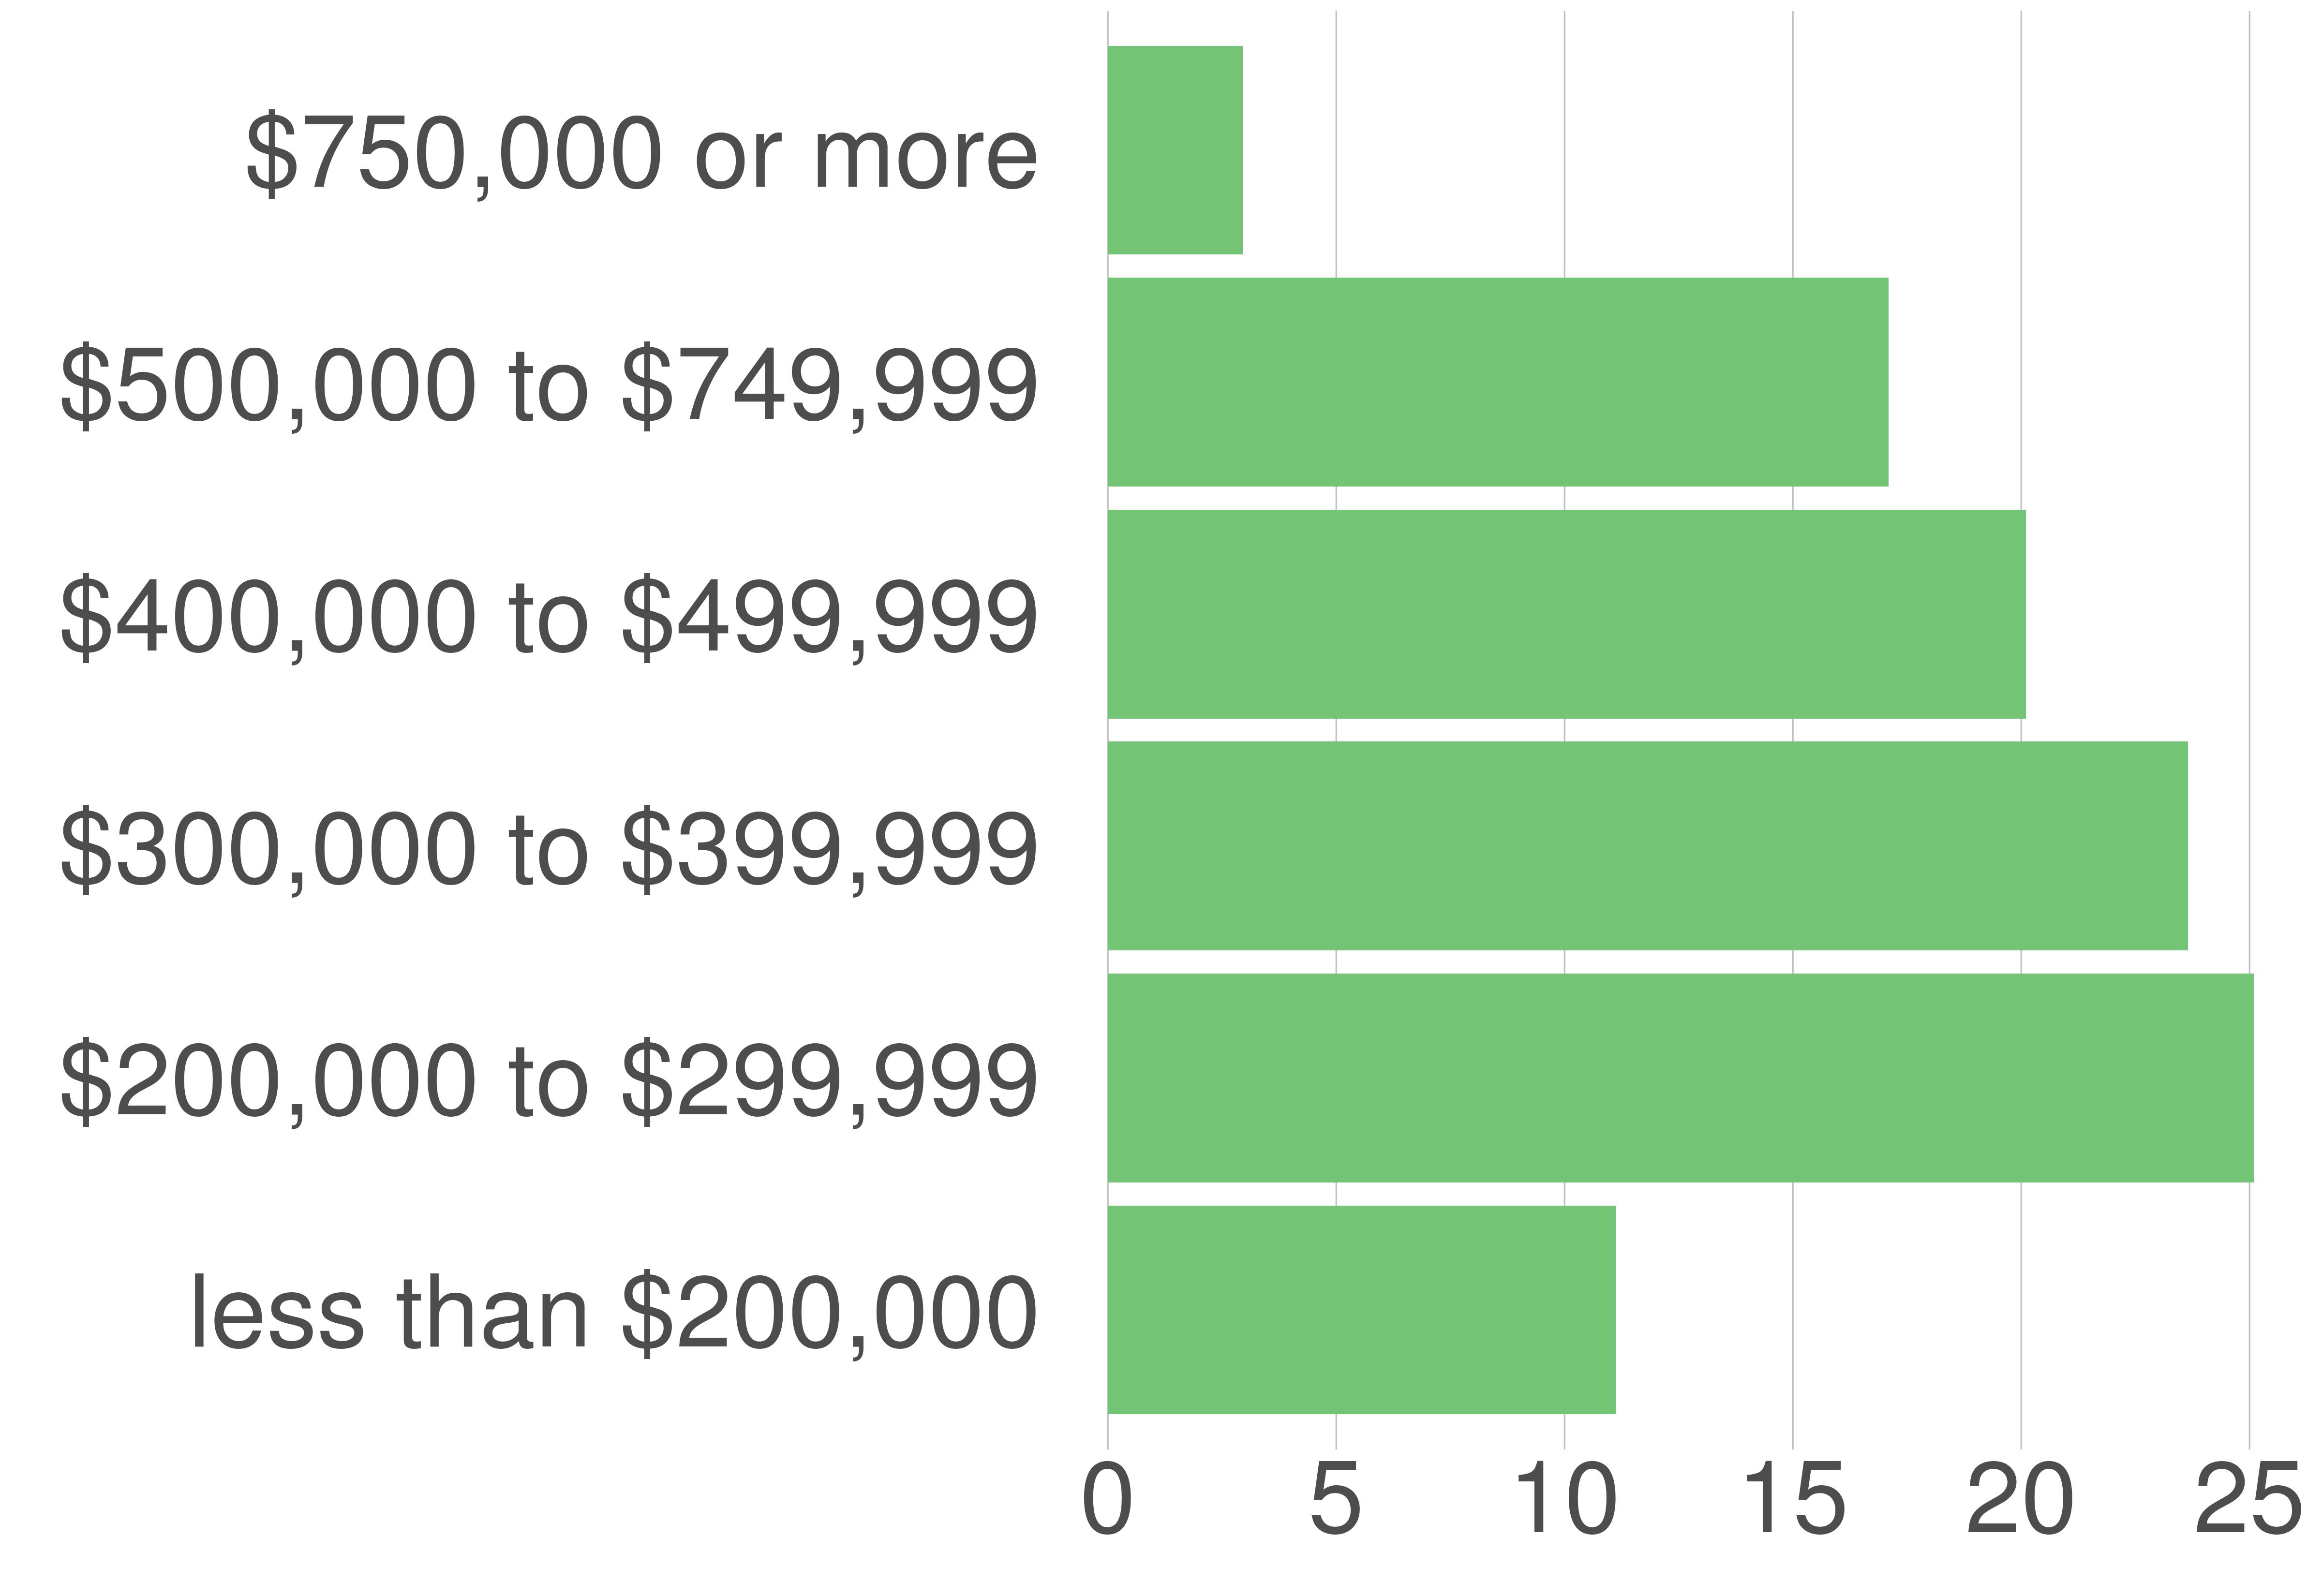 $750,000 or more
$500,000 to $749,999
$400,000 to $499,999
$300,000 to $399,999
$200,000 to $299,999
less than $200,000
0 5 10 15 20 25